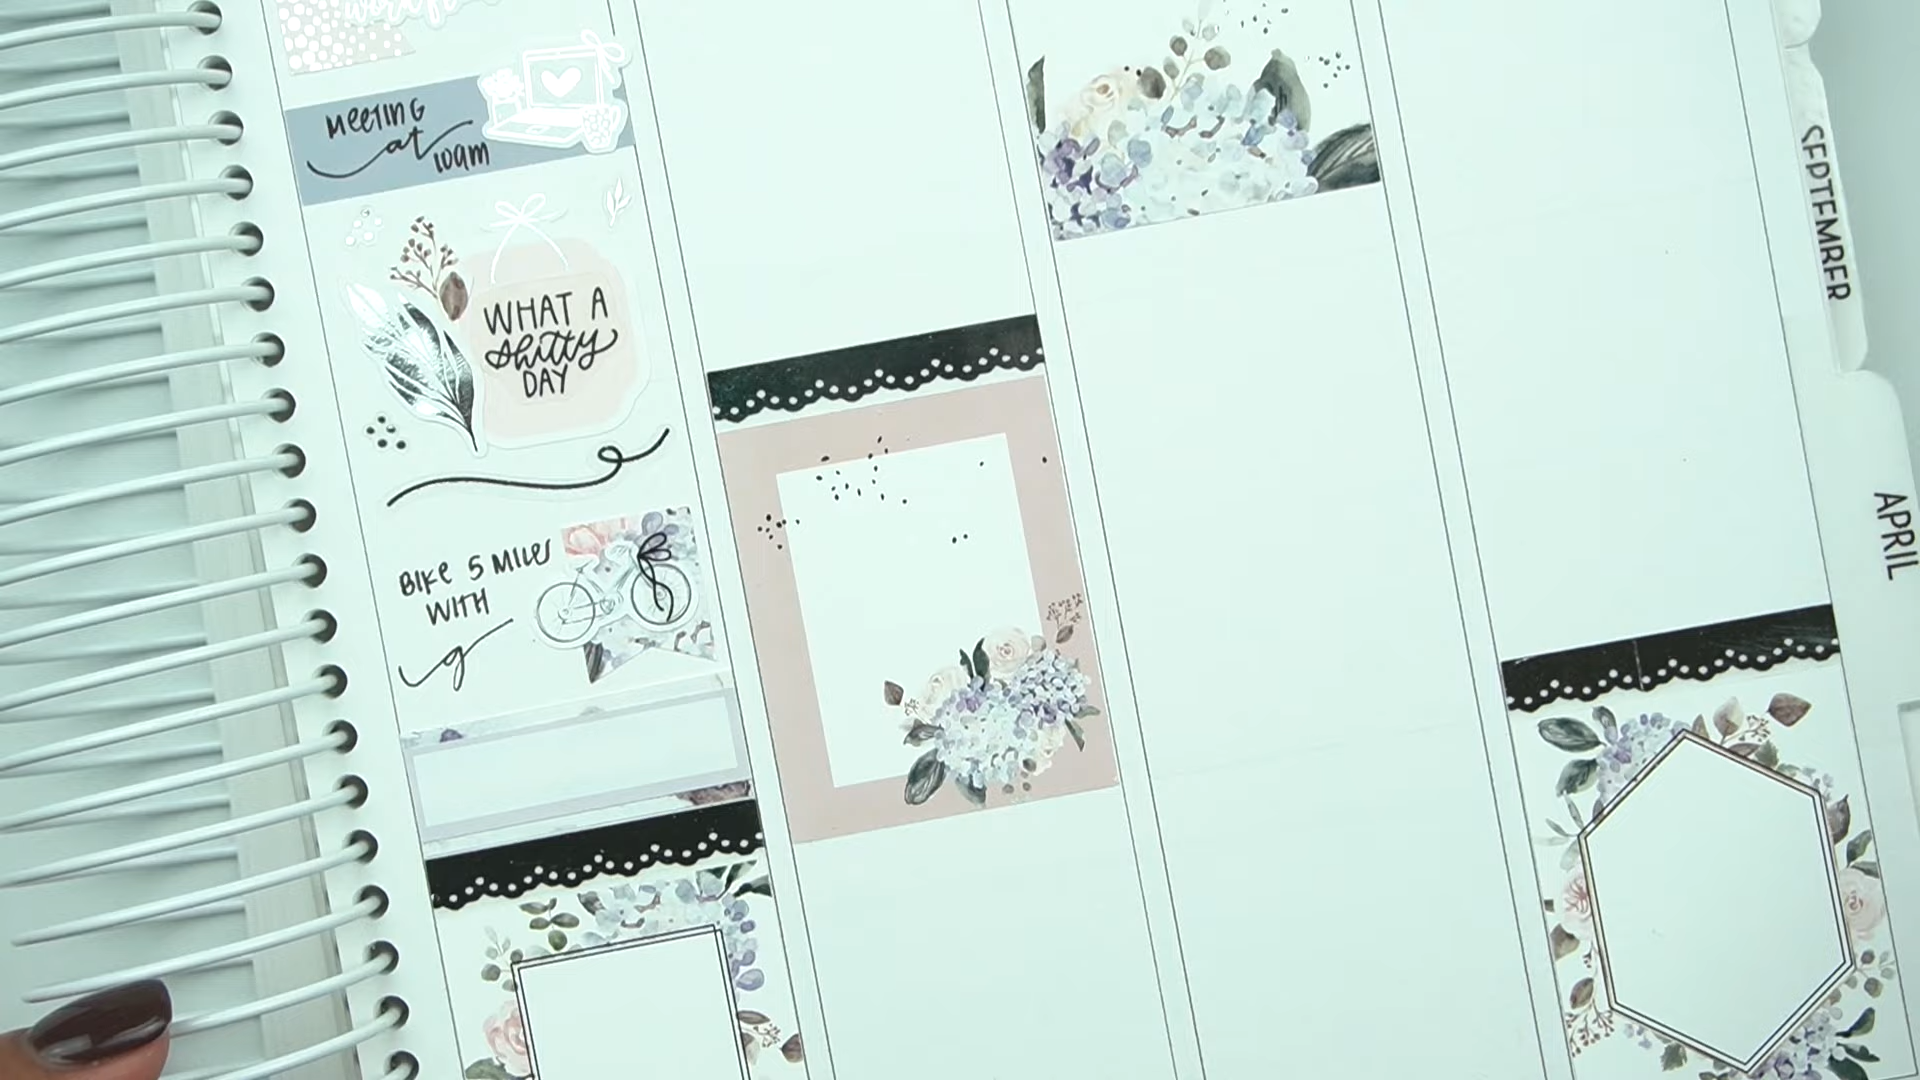 MEETING
at
10am
WHAT A
shitty
DAY
BIKE 5 MILES
WITH
g
SEPTEMBER
APRIL